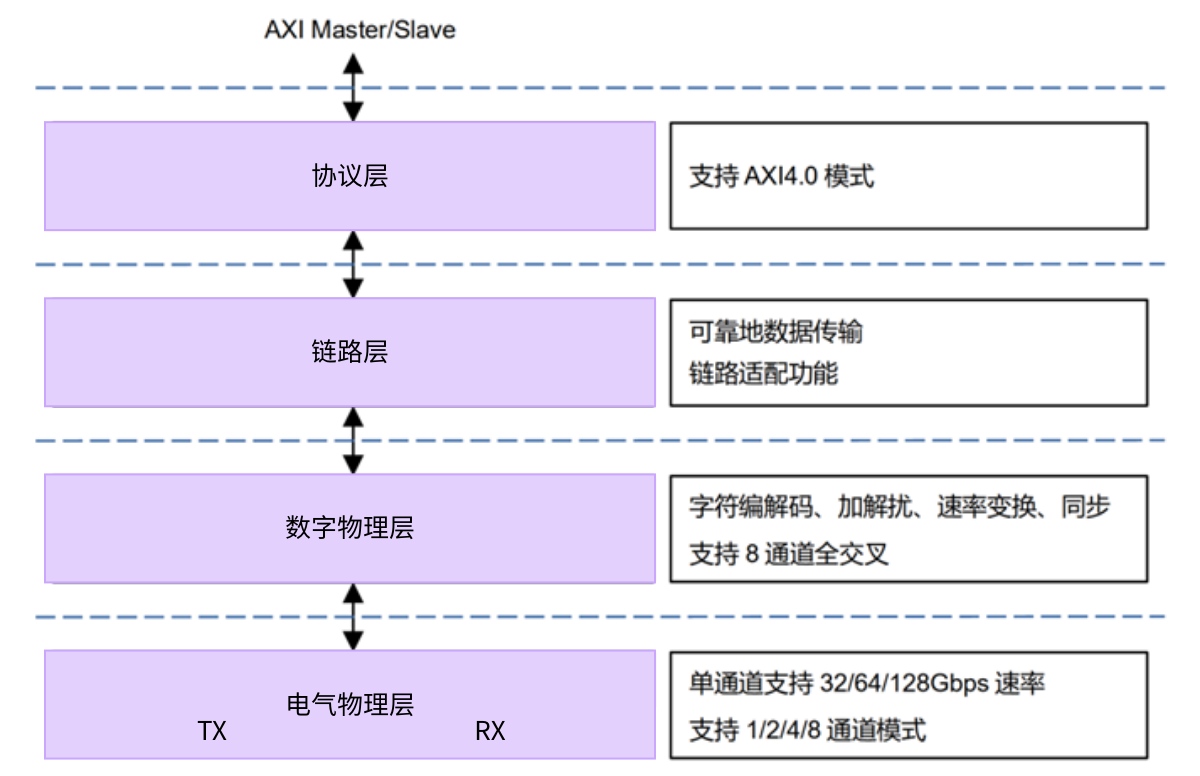 AXI Master/Slave
协议层
支持 AXI4.0 模式
链路层
可靠地数据传输
链路适配功能
数字物理层
字符编解码、加解扰、速率变换、同步
支持 8 通道全交叉
电气物理层
TX RX
单通道支持 32/64/128Gbps 速率
支持 1/2/4/8 通道模式